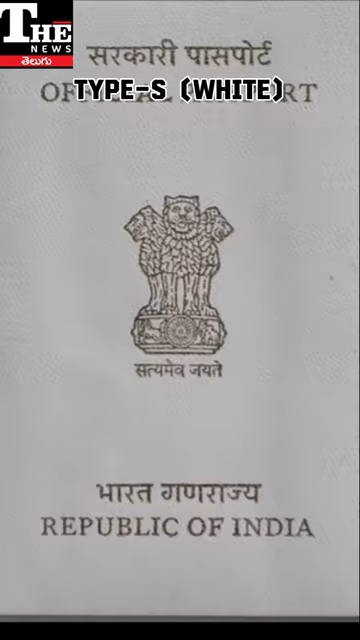 THE
NEWS
తెలుగు
सरकारी पासपोर्ट
TYPE-S (WHITE)
सत्यमेव जयते
भारत गणराज्य
REPUBLIC OF INDIA